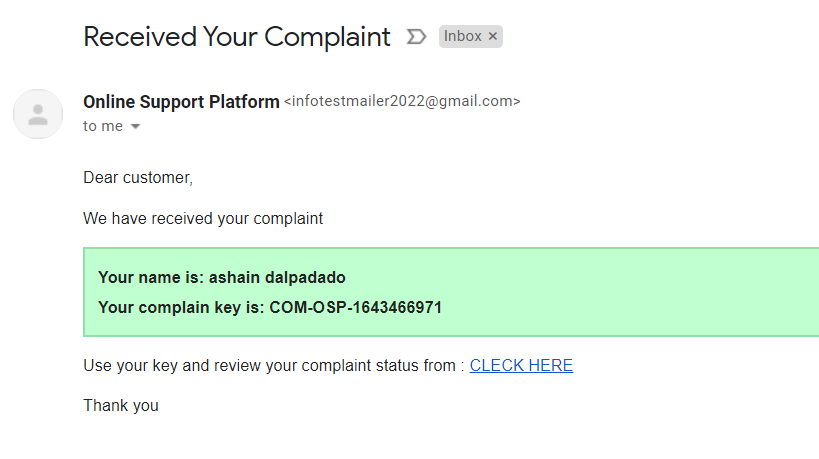 Received Your Complaint Inbox ×
Online Support Platform <infotestmailer2022@gmail.com>
to me
Dear customer,
We have received your complaint
Your name is: ashain dalpadado
Your complain key is: COM-OSP-1643466971
Use your key and review your complaint status from : CLECK HERE
Thank you